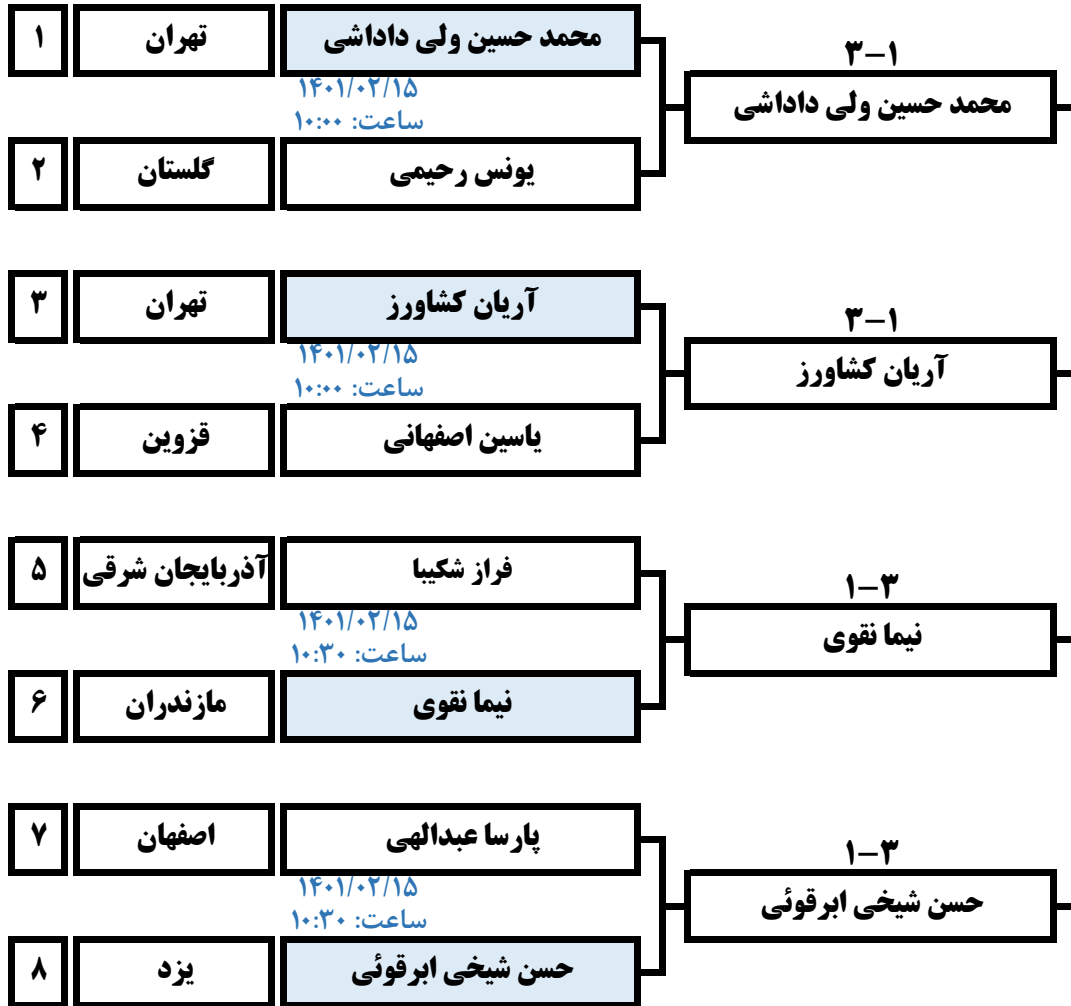 ۱ تهران محمد حسین ولی داداشی
۳-۱
۱۴۰۱/۰۲/۱۵
محمد حسین ولی داداشی
ساعت: ۱۰:۰۰
۲ گلستان یونس رحیمی
۳ تهران آریان کشاورز
۳-۱
۱۴۰۱/۰۲/۱۵
آریان کشاورز
ساعت: ۱۰:۰۰
۴ قزوین یاسین اصفهانی
۵ آذربایجان شرقی فراز شکیبا
۱-۳
۱۴۰۱/۰۲/۱۵
نیما نقوی
ساعت: ۱۰:۳۰
۶ مازندران نیما نقوی
۷ اصفهان پارسا عبدالهی
۱-۳
۱۴۰۱/۰۲/۱۵
حسن شیخی ابرقوئی
ساعت: ۱۰:۳۰
۸ یزد حسن شیخی ابرقوئی